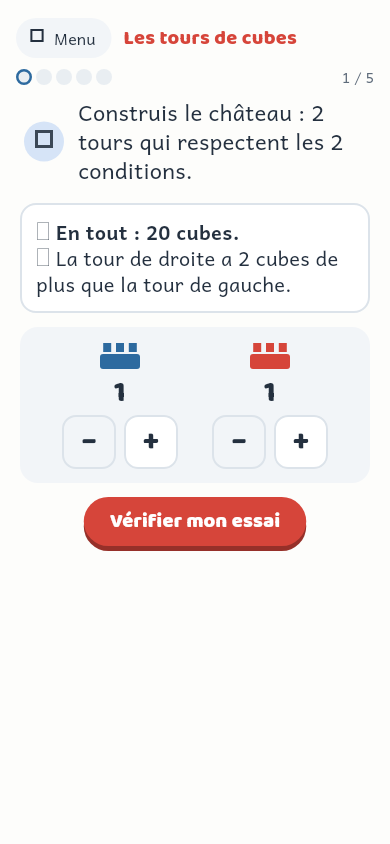 Menu
Les tours de cubes
1 / 5
Construis le château : 2
tours qui respectent les 2
conditions.
En tout : 20 cubes.
La tour de droite a 2 cubes de
plus que la tour de gauche.
1 1
− + − +
Vérifier mon essai